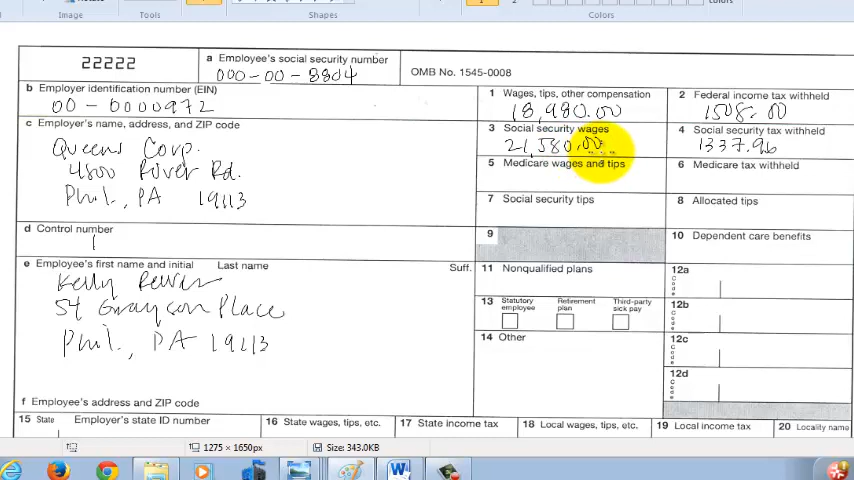 Image
Tools
Shapes
Colors
colors
22222
a Employee's social security number
000-00-8804
OMB No. 1545-0008
b Employer identification number (EIN)
00-0000972
1 Wages, tips, other compensation
18,980.00
2 Federal income tax withheld
1508.00
c Employer's name, address, and ZIP code
Queens Corp.
4800 River Rd.
Phil., PA 19113
3 Social security wages
21,580.00
4 Social security tax withheld
1337.96
5 Medicare wages and tips
6 Medicare tax withheld
7 Social security tips
8 Allocated tips
d Control number
1
9
10 Dependent care benefits
e Employee's first name and initial Last name Suff.
Kelly
54 Grayson Place
Phil., PA 19113
11 Nonqualified plans
12a
Code
13 Statutory employee Retirement plan Third-party sick pay
12b
Code
14 Other
12c
Code
12d
Code
f Employee's address and ZIP code
15 State Employer's state ID number
16 State wages, tips, etc.
17 State income tax
18 Local wages, tips, etc.
19 Local income tax
20 Locality name
1275 × 1650px
Size: 343.0KB